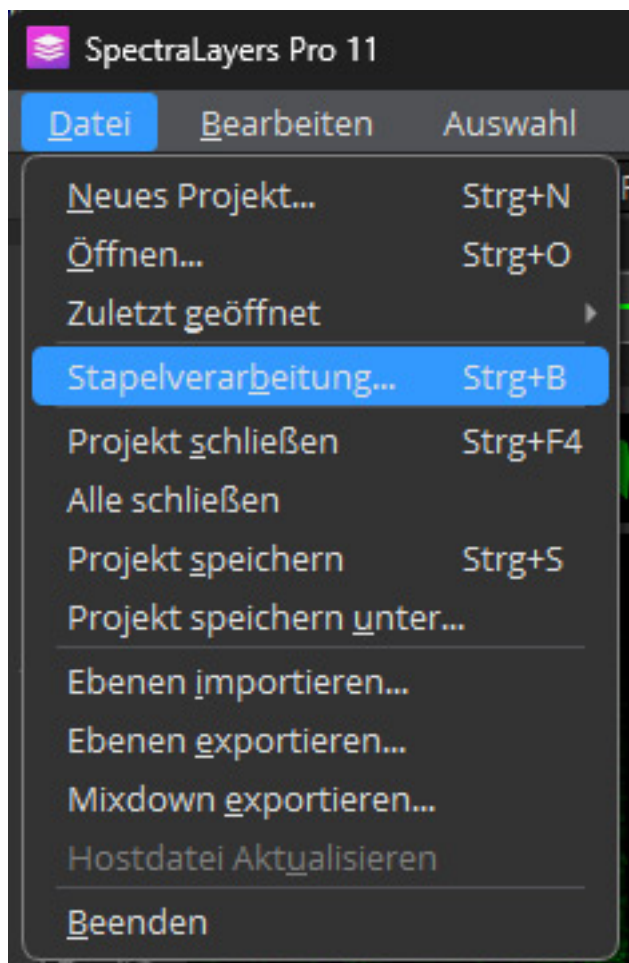 SpectraLayers Pro 11
Datei Bearbeiten Auswahl
Neues Projekt... Strg+N
Öffnen... Strg+O
Zuletzt geöffnet
Stapelverarbeitung... Strg+B
Projekt schließen Strg+F4
Alle schließen
Projekt speichern Strg+S
Projekt speichern unter...
Ebenen importieren...
Ebenen exportieren...
Mixdown exportieren...
Hostdatei Aktualisieren
Beenden